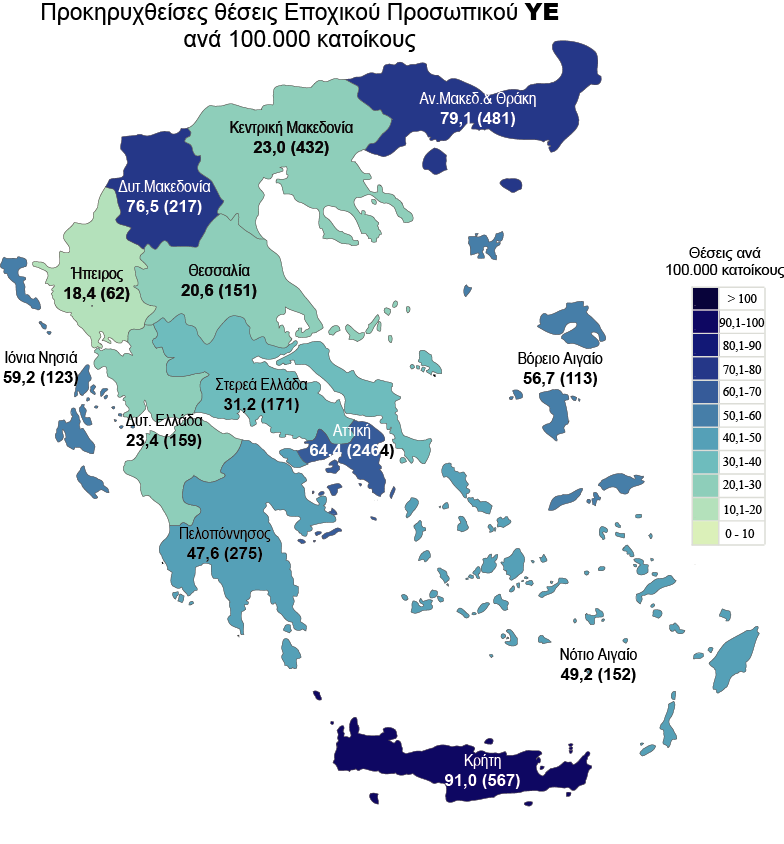 Προκηρυχθείσες θέσεις Εποχικού Προσωπικού ΥΕ
ανά 100.000 κατοίκους
Αν.Μακεδ.& Θράκη
79,1 (481)
Κεντρική Μακεδονία
23,0 (432)
Δυτ.Μακεδονία
76,5 (217)
Ήπειρος
18,4 (62)
Θεσσαλία
20,6 (151)
Ιόνια Νησιά
59,2 (123)
Στερεά Ελλάδα
31,2 (171)
Βόρειο Αιγαίο
56,7 (113)
Δυτ. Ελλάδα
23,4 (159)
Αττική
64,4 (2464)
Πελοπόννησος
47,6 (275)
Νότιο Αιγαίο
49,2 (152)
Κρήτη
91,0 (567)
Θέσεις ανά
100.000 κατοίκους
> 100
90,1-100
80,1-90
70,1-80
60,1-70
50,1-60
40,1-50
30,1-40
20,1-30
10,1-20
0 - 10